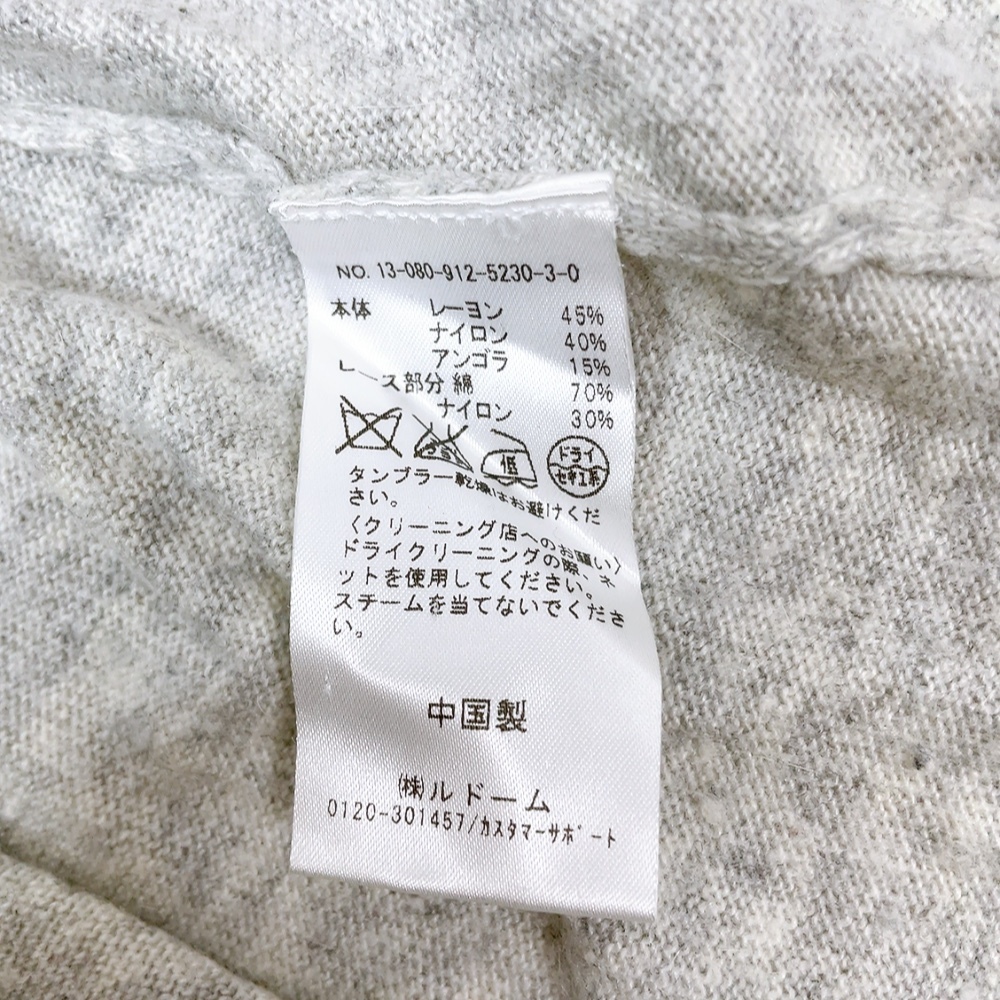 NO. 13-080-912-5230-3-0
本体 レーヨン 45%
ナイロン 40%
アンゴラ 15%
レース部分 綿 70%
ナイロン 30%
低 ドライ セキユ系
タンブラー乾燥はお避けくだ
さい。
〈クリーニング店へのお願い〉
ドライクリーニングの際、ネ
ットを使用してください。
スチームを当てないでくださ
い。
中国製
㈱ルドーム
0120-301457/カスタマーサポート